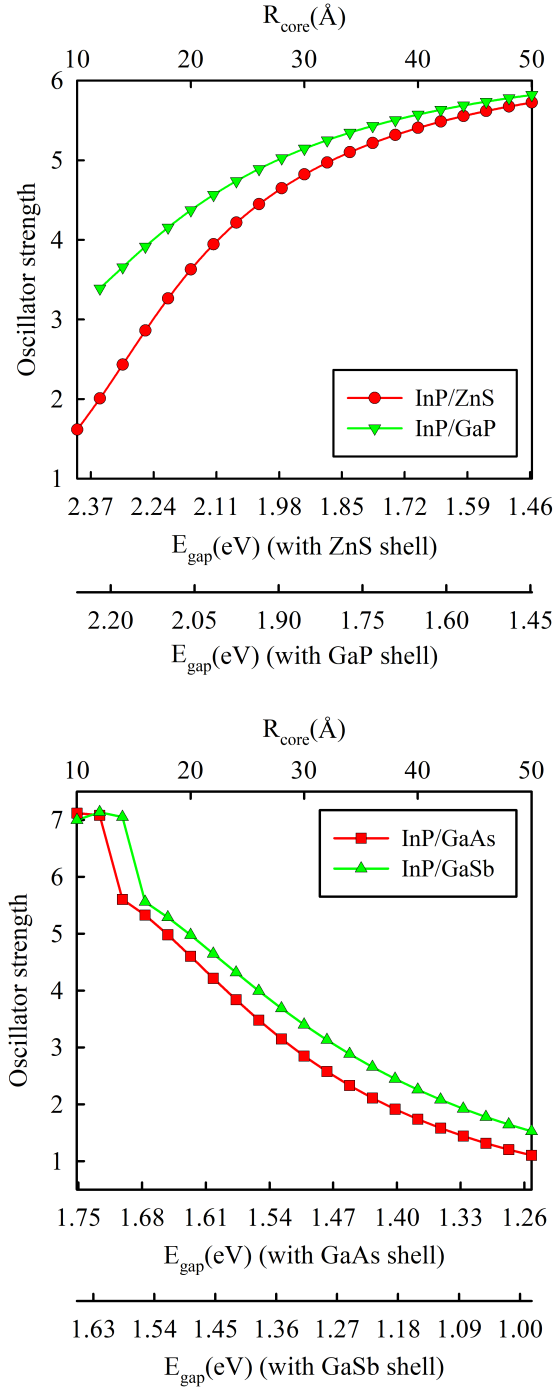 R_core(Å)
10 20 30 40 50
6
5
4
3
2
1
Oscillator strength
InP/ZnS
InP/GaP
2.37 2.24 2.11 1.98 1.85 1.72 1.59 1.46
E_gap(eV) (with ZnS shell)
2.20 2.05 1.90 1.75 1.60 1.45
E_gap(eV) (with GaP shell)
R_core(Å)
10 20 30 40 50
7
6
5
4
3
2
1
Oscillator strength
InP/GaAs
InP/GaSb
1.75 1.68 1.61 1.54 1.47 1.40 1.33 1.26
E_gap(eV) (with GaAs shell)
1.63 1.54 1.45 1.36 1.27 1.18 1.09 1.00
E_gap(eV) (with GaSb shell)